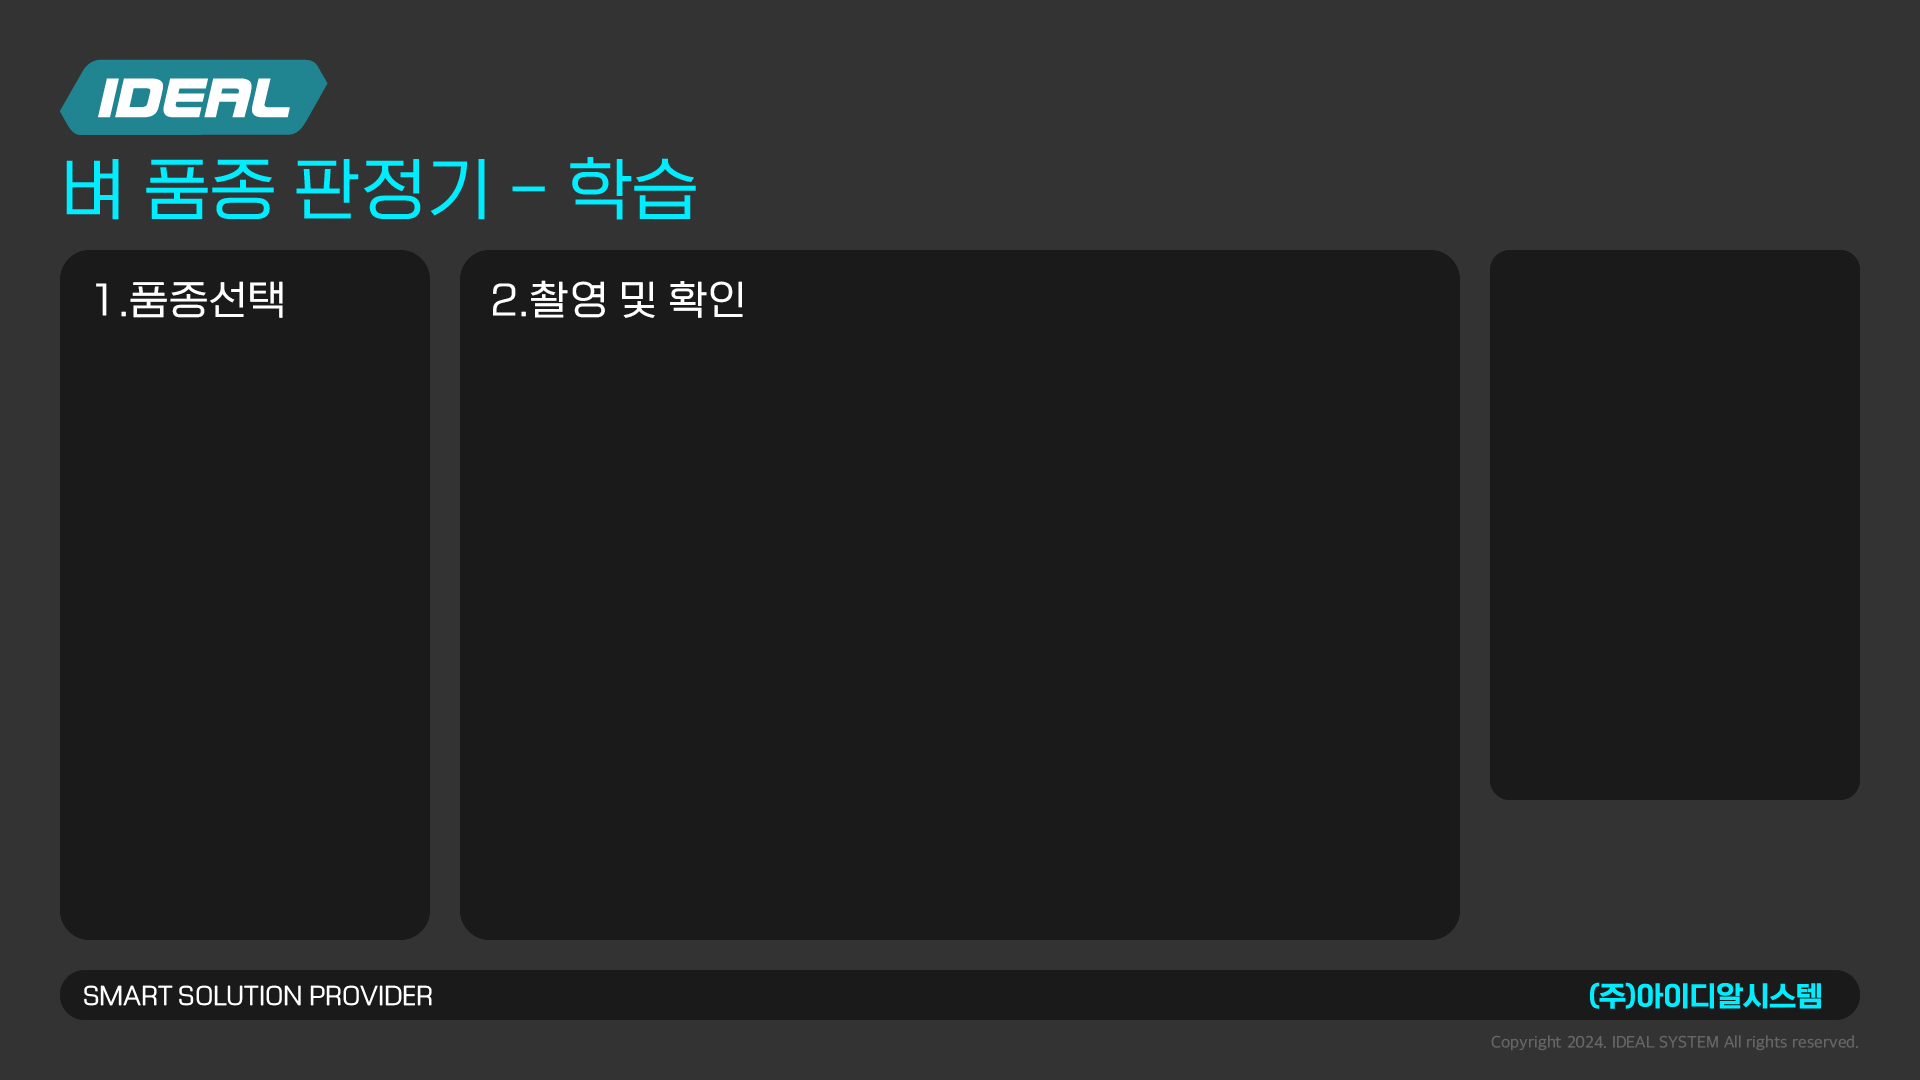 IDEAL
벼 품종 판정기 - 학습
1.품종선택
2.촬영 및 확인
SMART SOLUTION PROVIDER
(주)아이디알시스템
Copyright 2024. IDEAL SYSTEM All rights reserved.